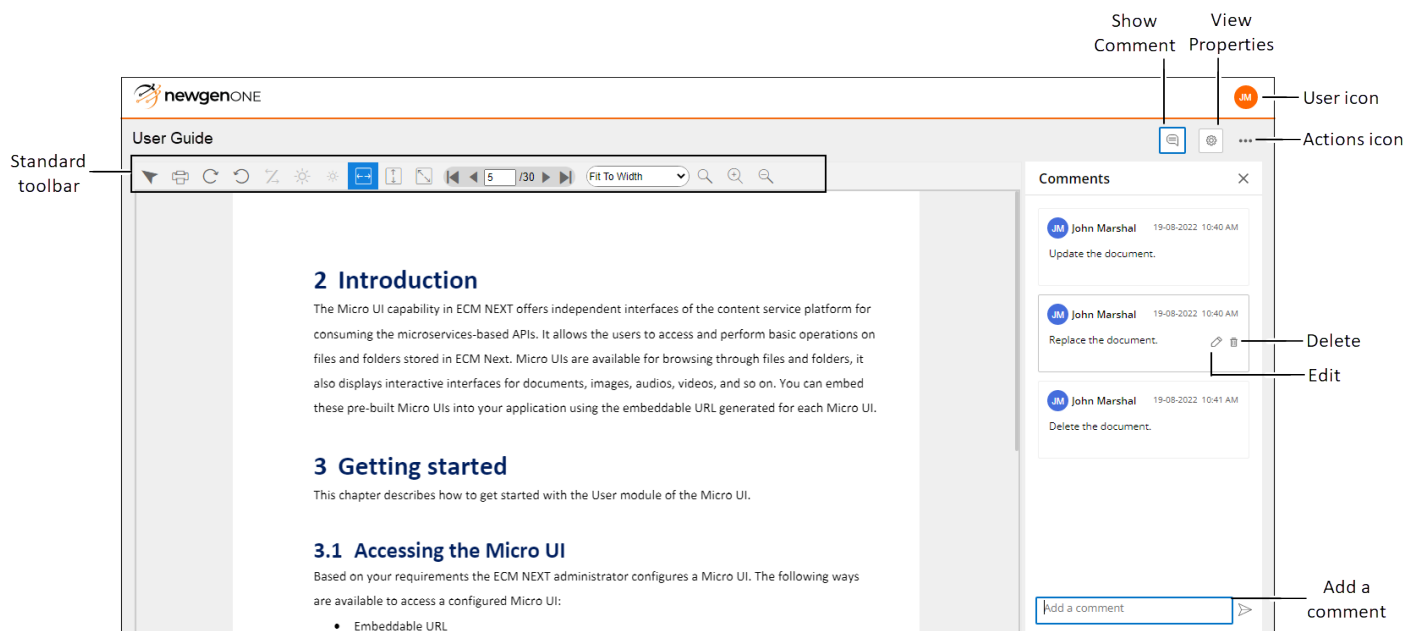 Show
Comment
View
Properties
newgenONE
JM
User icon
User Guide
Actions icon
Standard
toolbar
5 /30 Fit To Width
Comments
JM John Marshal 19-08-2022 10:40 AM
Update the document.
JM John Marshal 19-08-2022 10:40 AM
Replace the document.
Delete
Edit
JM John Marshal 19-08-2022 10:41 AM
Delete the document.
2 Introduction
The Micro UI capability in ECM NEXT offers independent interfaces of the content service platform for
consuming the microservices-based APIs. It allows the users to access and perform basic operations on
files and folders stored in ECM Next. Micro UIs are available for browsing through files and folders, it
also displays interactive interfaces for documents, images, audios, videos, and so on. You can embed
these pre-built Micro UIs into your application using the embeddable URL generated for each Micro UI.
3 Getting started
This chapter describes how to get started with the User module of the Micro UI.
3.1 Accessing the Micro UI
Based on your requirements the ECM NEXT administrator configures a Micro UI. The following ways
are available to access a configured Micro UI:
• Embeddable URL
Add a comment
Add a
comment